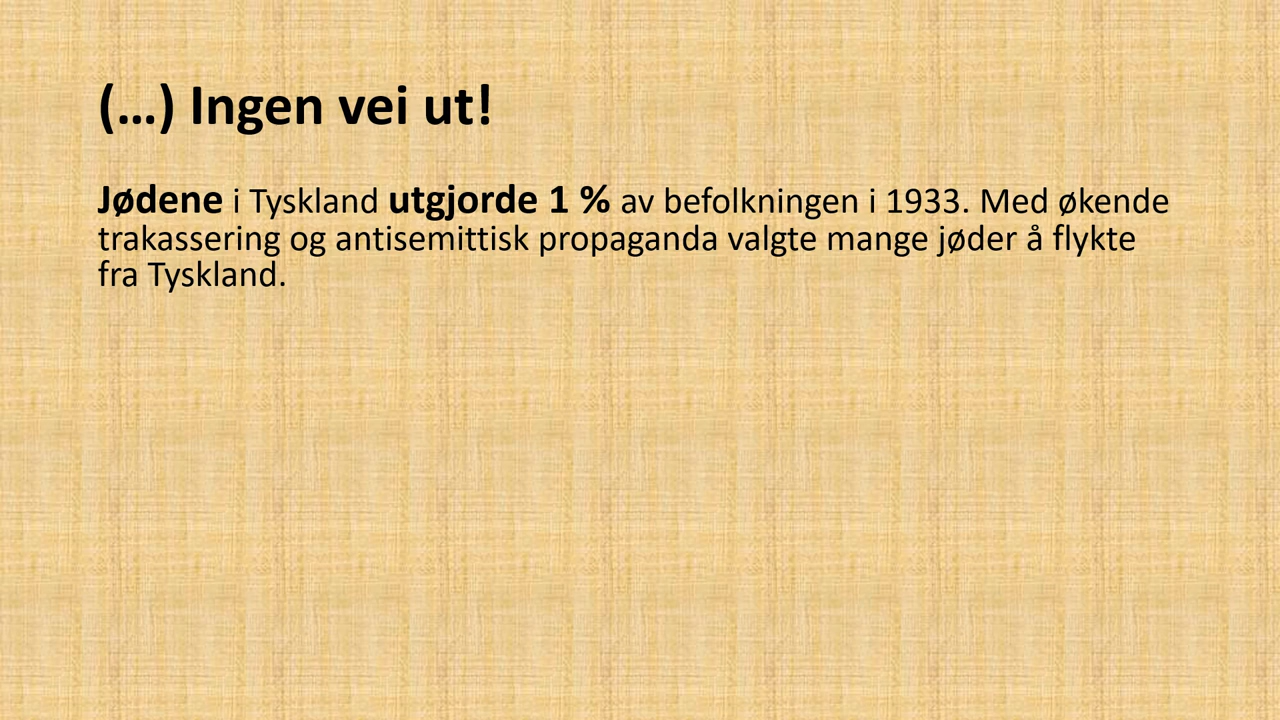 (…) Ingen vei ut!
Jødene i Tyskland utgjorde 1 % av befolkningen i 1933. Med økende
trakassering og antisemittisk propaganda valgte mange jøder å flykte
fra Tyskland.